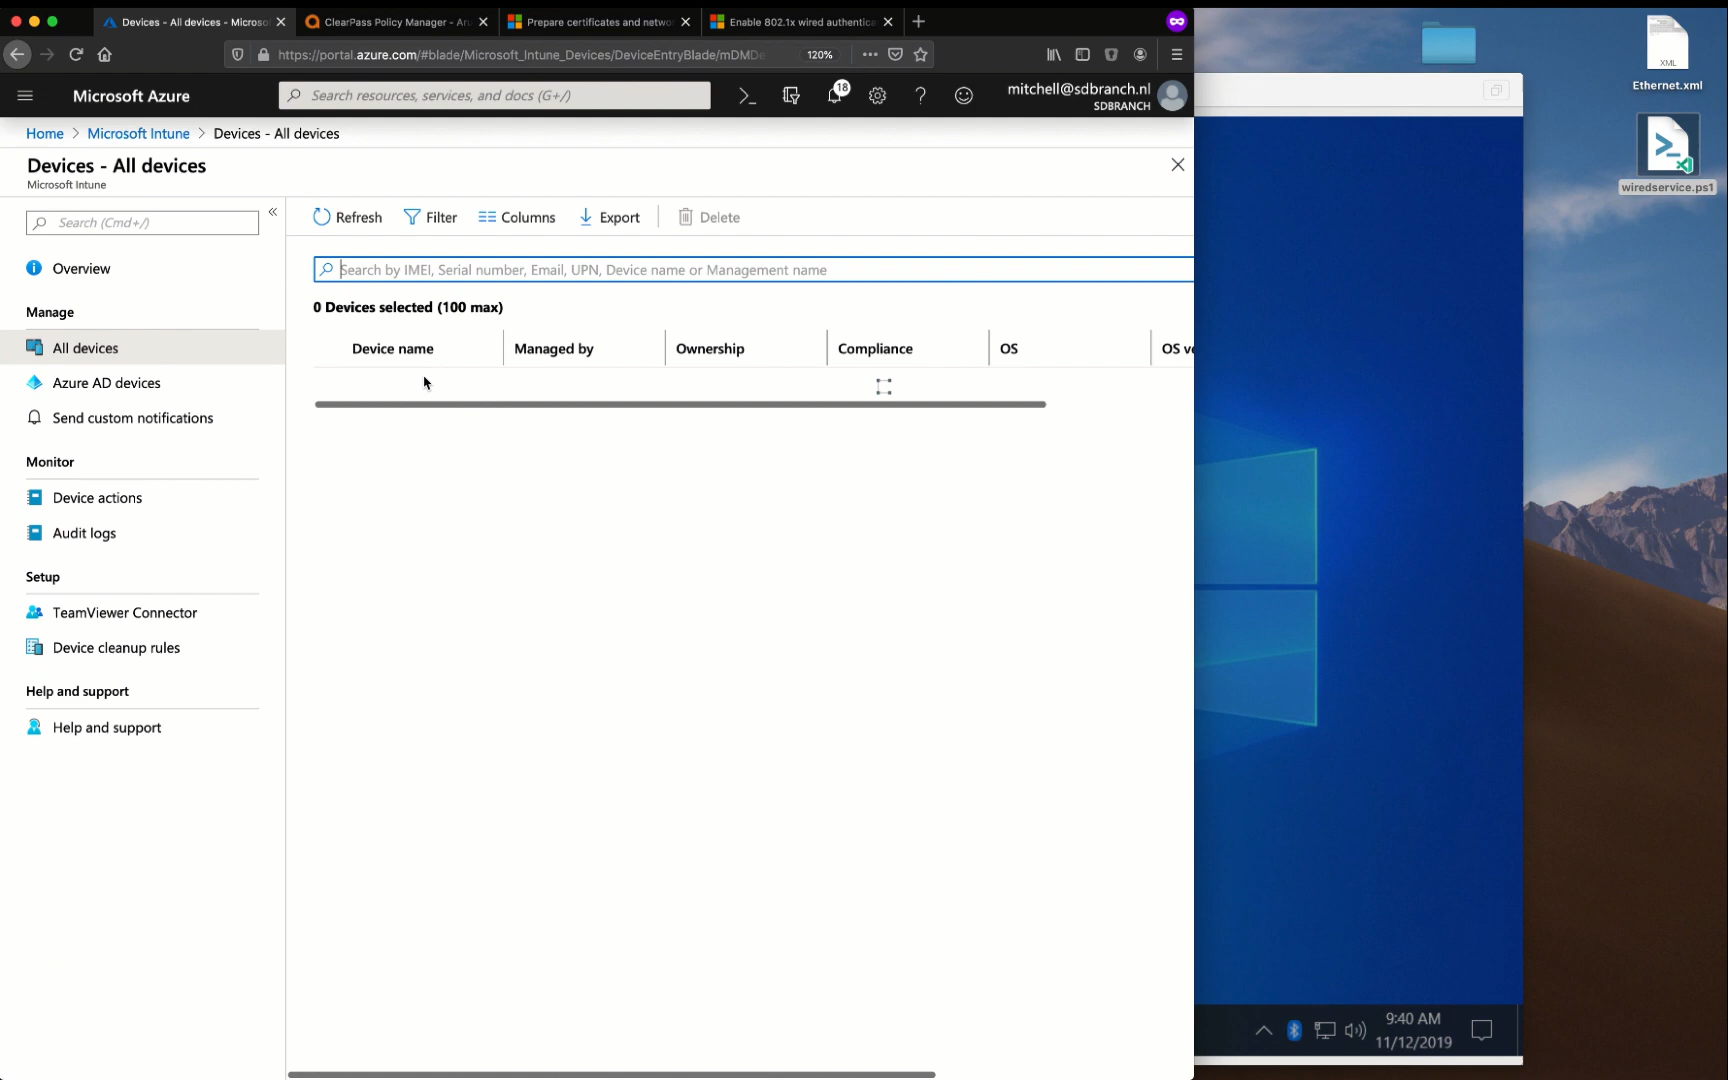 Devices - All devices - Microso
ClearPass Policy Manager - Aru
Prepare certificates and networ
Enable 802.1x wired authentica
https://portal.azure.com/#blade/Microsoft_Intune_Devices/DeviceEntryBlade/mDMDe
120%
Microsoft Azure
Search resources, services, and docs (G+/)
18
mitchell@sdbranch.nl
SDBRANCH
Home > Microsoft Intune > Devices - All devices
Devices - All devices
Microsoft Intune
Search (Cmd+/)
Overview
Manage
All devices
Azure AD devices
Send custom notifications
Monitor
Device actions
Audit logs
Setup
TeamViewer Connector
Device cleanup rules
Help and support
Help and support
Refresh
Filter
Columns
Export
Delete
Search by IMEI, Serial number, Email, UPN, Device name or Management name
0 Devices selected (100 max)
Device name Managed by Ownership Compliance OS OS ve
XML
Ethernet.xml
wiredservice.ps1
9:40 AM
11/12/2019